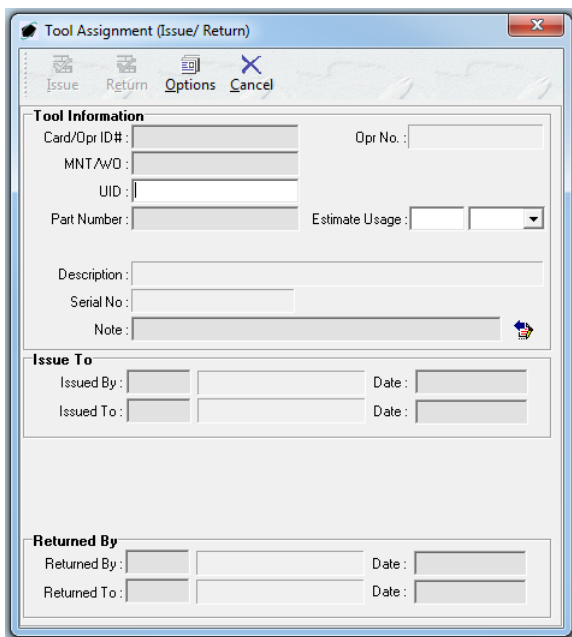 Tool Assignment (Issue/ Return)
Issue Return Options Cancel
Tool Information
Card/Opr ID# : Opr No. :
MNT/WO :
UID :
Part Number : Estimate Usage :
Description :
Serial No :
Note :
Issue To
Issued By : Date :
Issued To : Date :
Returned By
Returned By : Date :
Returned To : Date :